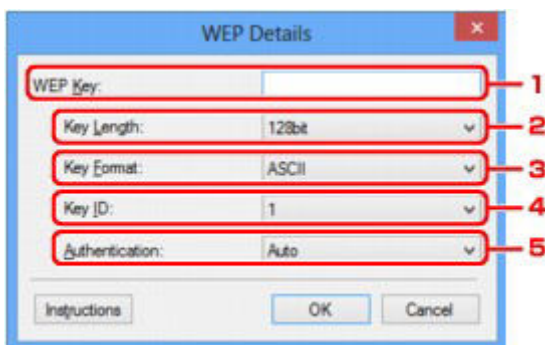 WEP Details
WEP Key: 1
Key Length: 128bit 2
Key Format: ASCII 3
Key ID: 1 4
Authentication: Auto 5
Instructions OK Cancel